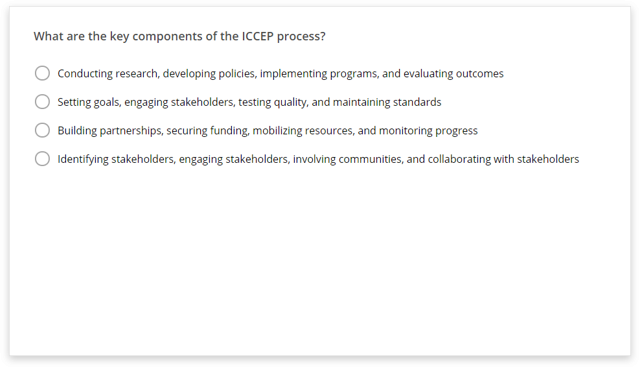 What are the key components of the ICCEP process?
Conducting research, developing policies, implementing programs, and evaluating outcomes
Setting goals, engaging stakeholders, testing quality, and maintaining standards
Building partnerships, securing funding, mobilizing resources, and monitoring progress
Identifying stakeholders, engaging stakeholders, involving communities, and collaborating with stakeholders